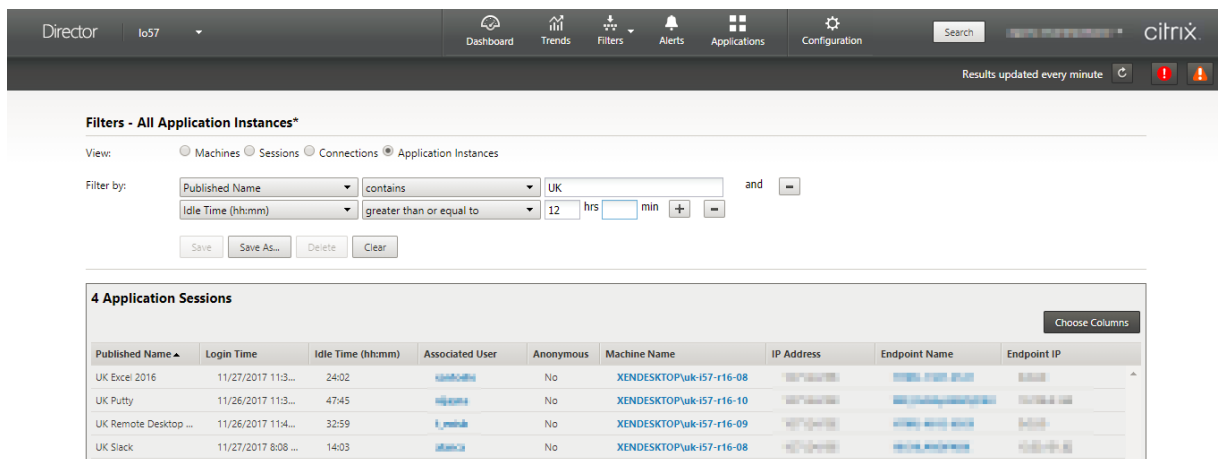 Director lo57 Dashboard Trends Filters Alerts Applications Configuration Search citrix
Results updated every minute
Filters - All Application Instances*
View: Machines Sessions Connections Application Instances
Filter by: Published Name contains UK and
Idle Time (hh:mm) greater than or equal to 12 hrs min
Save Save As... Delete Clear
4 Application Sessions
Choose Columns
Published Name Login Time Idle Time (hh:mm) Associated User Anonymous Machine Name IP Address Endpoint Name Endpoint IP
UK Excel 2016 11/27/2017 11:3... 24:02 No XENDESKTOP\uk-i57-r16-08
UK Putty 11/26/2017 11:3... 47:45 No XENDESKTOP\uk-i57-r16-10
UK Remote Desktop ... 11/26/2017 11:4... 32:59 No XENDESKTOP\uk-i57-r16-09
UK Slack 11/27/2017 8:08 ... 14:03 No XENDESKTOP\uk-i57-r16-08